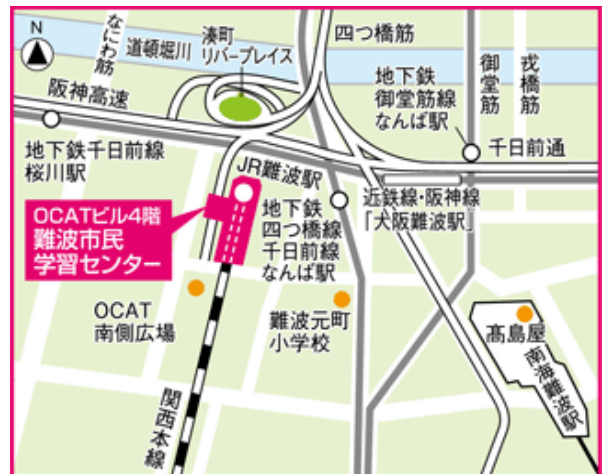 N
なにわ筋
道頓堀川
湊町
リバープレイス
四つ橋筋
阪神高速
地下鉄
御堂筋線
なんば駅
御堂筋
戎橋筋
千日前通
地下鉄千日前線
桜川駅
JR難波駅
近鉄線・阪神線
「大阪難波駅」
OCATビル4階
難波市民
学習センター
地下鉄
四つ橋線
千日前線
なんば駅
OCAT
南側広場
難波元町
小学校
髙島屋
南海難波駅
関西本線